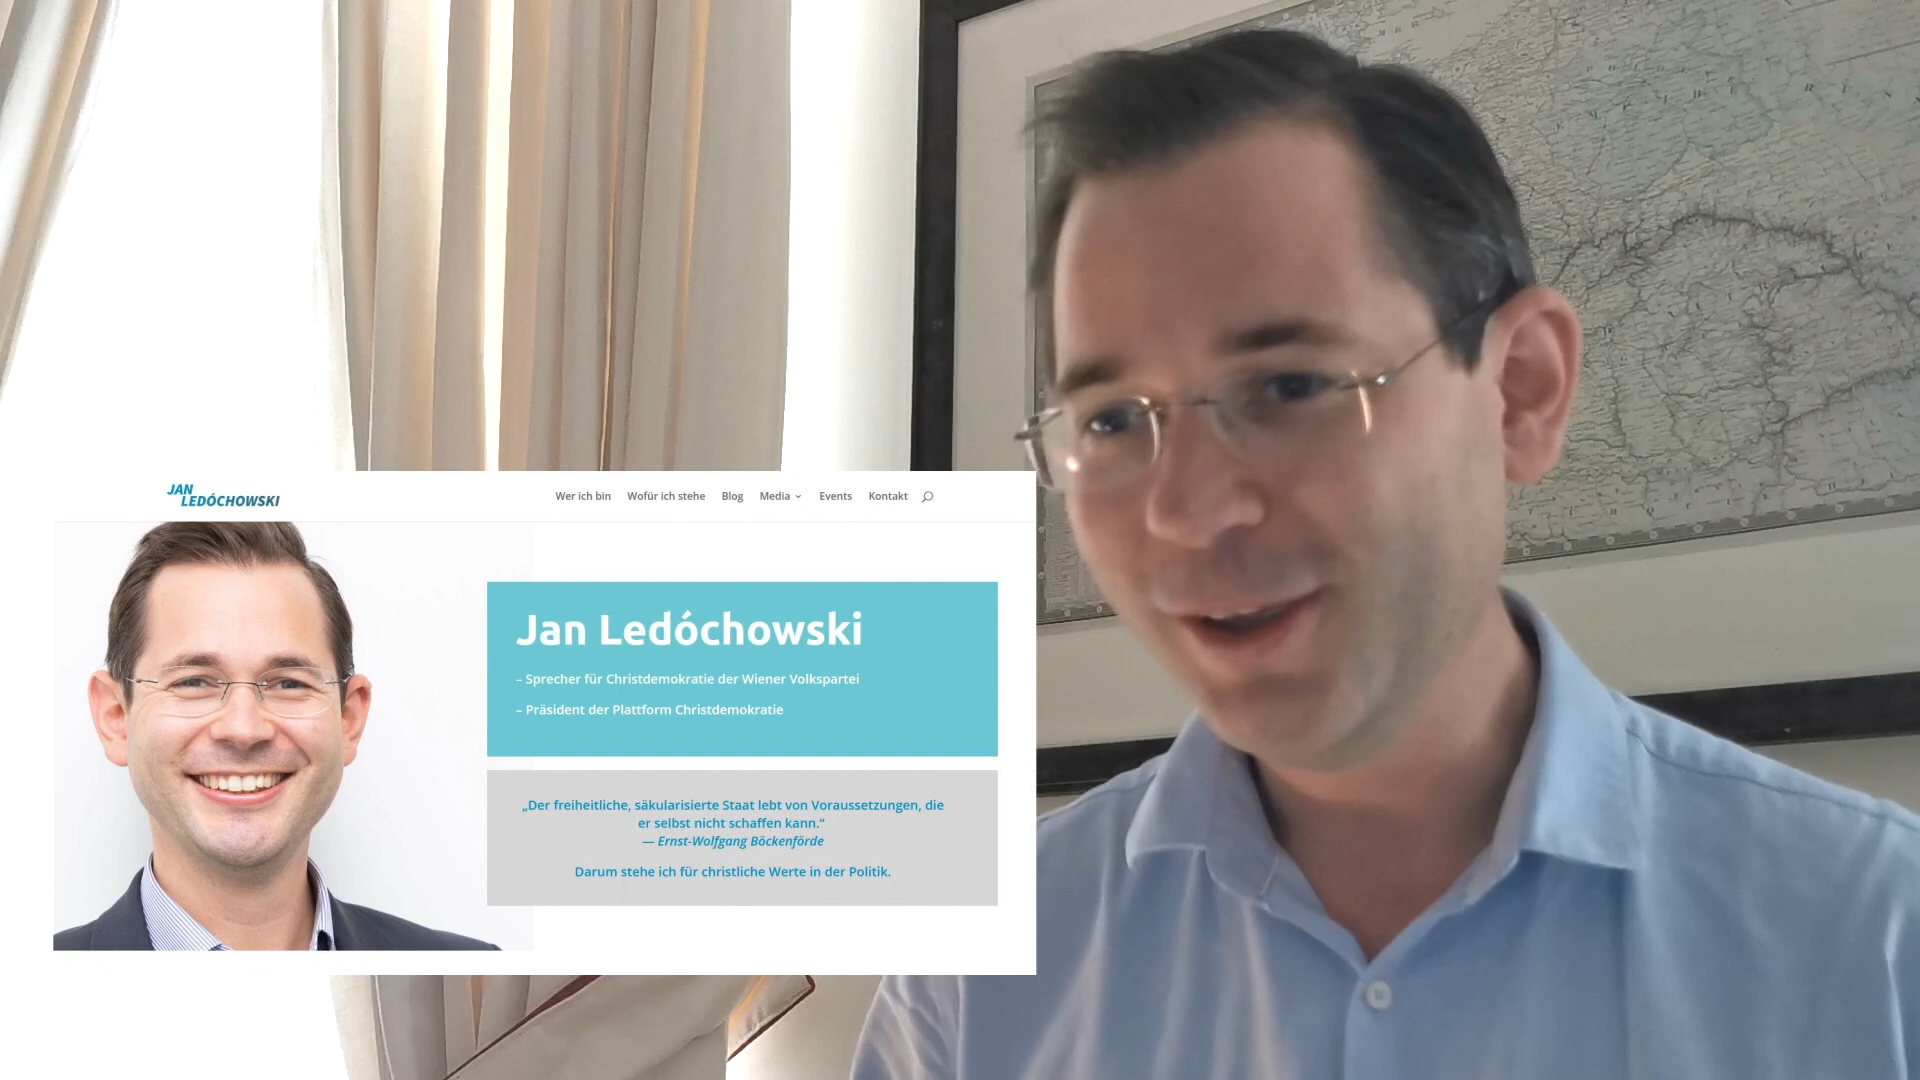 JAN
LEDÓCHOWSKI
Wer ich bin
Wofür ich stehe
Blog
Media
Events
Kontakt
Jan Ledóchowski
– Sprecher für Christdemokratie der Wiener Volkspartei
– Präsident der Plattform Christdemokratie
„Der freiheitliche, säkularisierte Staat lebt von Voraussetzungen, die
er selbst nicht schaffen kann.“
— Ernst-Wolfgang Böckenförde
Darum stehe ich für christliche Werte in der Politik.